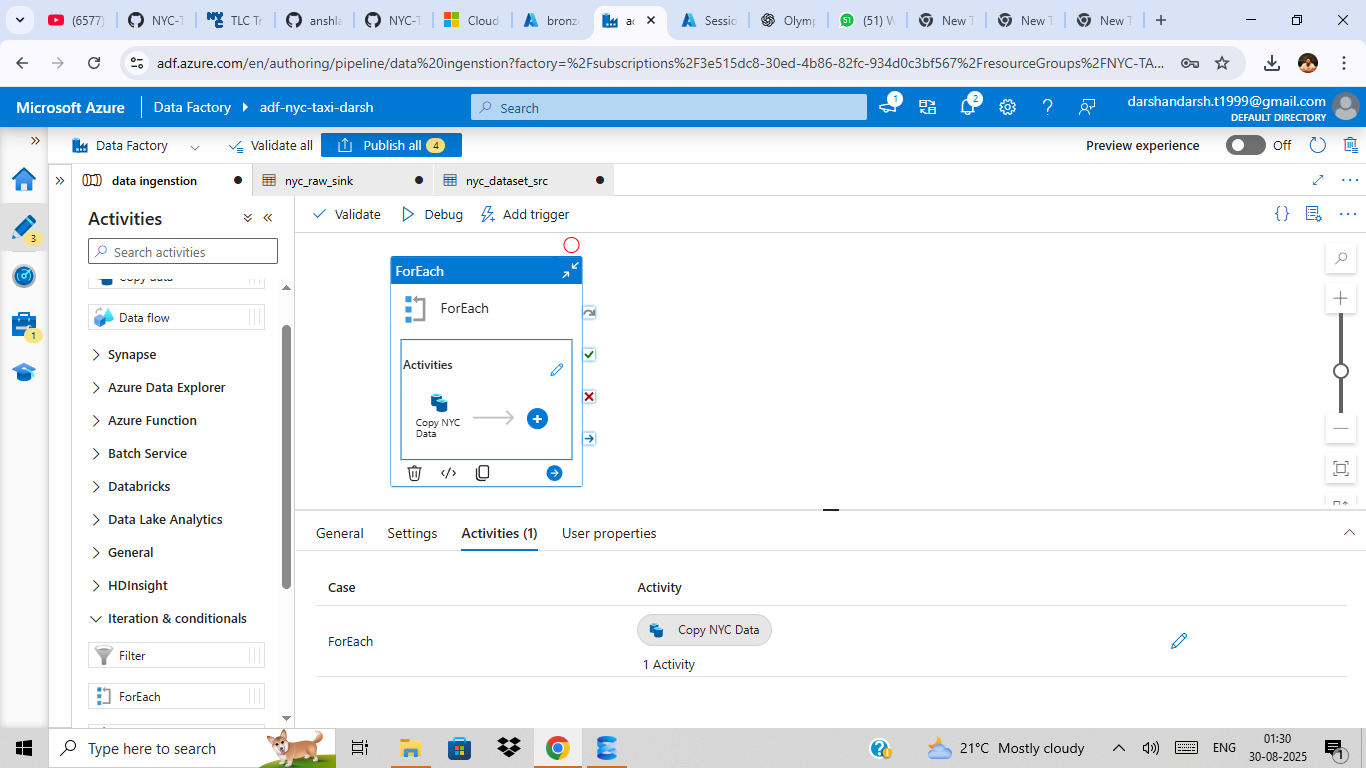 (6577)
NYC-T
TLC Tr
anshla
NYC-T
Cloud
bronz
ac
Sessio
Olymp
(51) W
New T
New T
New T
adf.azure.com/en/authoring/pipeline/data%20ingenstion?factory=%2Fsubscriptions%2F3e515dc8-30ed-4b86-82fc-934d0c3bf567%2FresourceGroups%2FNYC-TA...
Microsoft Azure
Data Factory
adf-nyc-taxi-darsh
Search
1
2
darshandarsh.t1999@gmail.com
DEFAULT DIRECTORY
Data Factory
Validate all
Publish all 4
Preview experience
Off
data ingenstion
nyc_raw_sink
nyc_dataset_src
3
1
Activities
Validate
Debug
Add trigger
Search activities
Copy data
Data flow
Synapse
Azure Data Explorer
Azure Function
Batch Service
Databricks
Data Lake Analytics
General
HDInsight
Iteration & conditionals
Filter
ForEach
ForEach
ForEach
Activities
Copy NYC
Data
General
Settings
Activities (1)
User properties
Case
Activity
ForEach
Copy NYC Data
1 Activity
Type here to search
21°C Mostly cloudy
ENG
01:30
30-08-2025
1